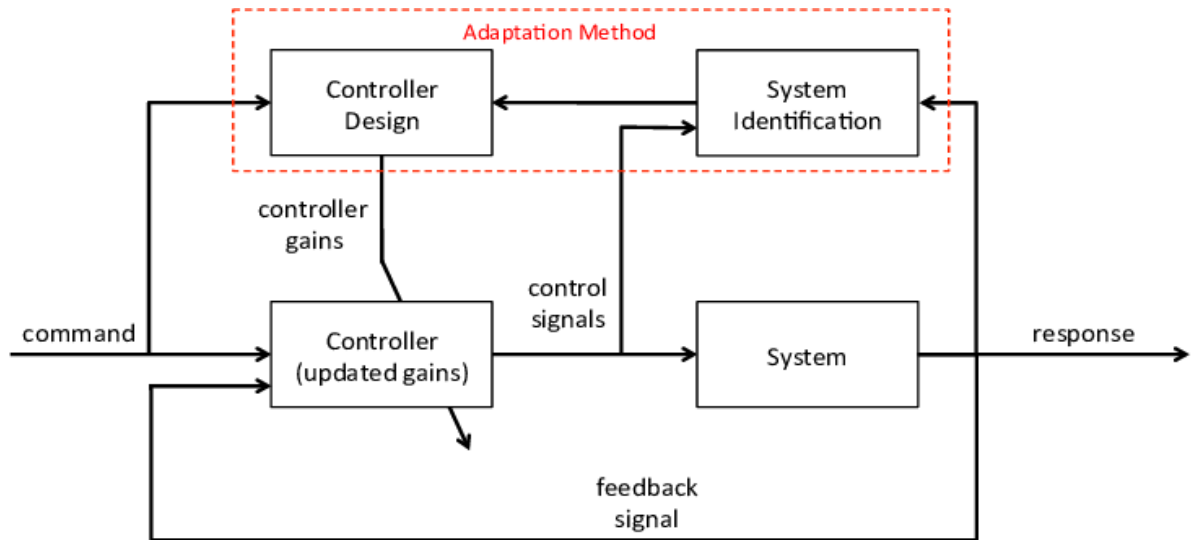 Adaptation Method
Controller
Design
System
Identification
controller
gains
control
signals
command
Controller
(updated gains)
System
response
feedback
signal